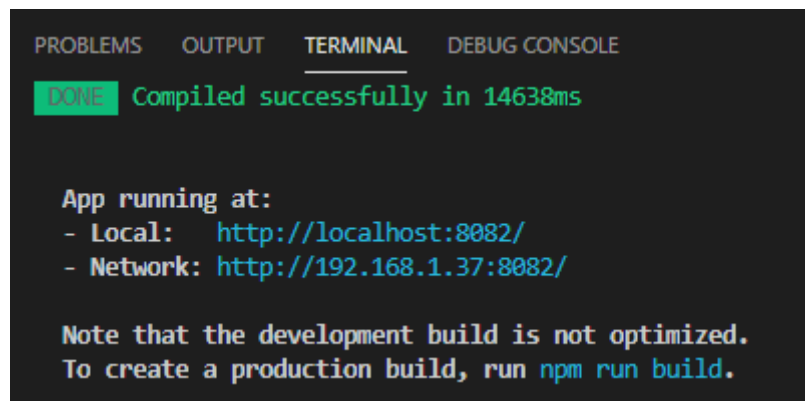 PROBLEMS OUTPUT TERMINAL DEBUG CONSOLE
DONE Compiled successfully in 14638ms
App running at:
- Local: http://localhost:8082/
- Network: http://192.168.1.37:8082/
Note that the development build is not optimized.
To create a production build, run npm run build.